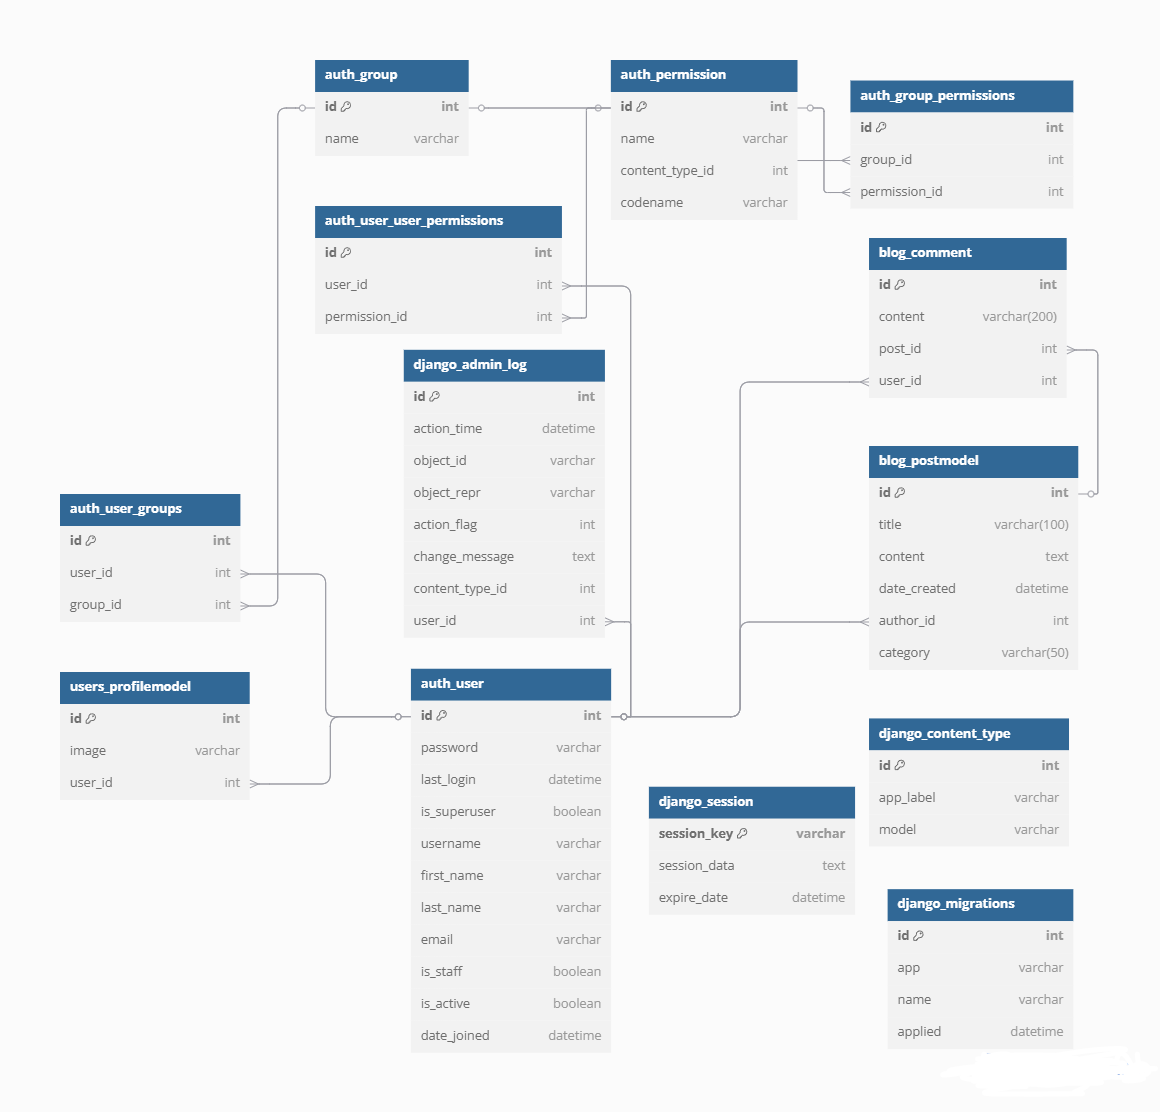 auth_group
id int
name varchar
auth_permission
id int
name varchar
content_type_id int
codename varchar
auth_group_permissions
id int
group_id int
permission_id int
auth_user_user_permissions
id int
user_id int
permission_id int
blog_comment
id int
content varchar(200)
post_id int
user_id int
django_admin_log
id int
action_time datetime
object_id varchar
object_repr varchar
action_flag int
change_message text
content_type_id int
user_id int
blog_postmodel
id int
title varchar(100)
content text
date_created datetime
author_id int
category varchar(50)
auth_user_groups
id int
user_id int
group_id int
users_profilemodel
id int
image varchar
user_id int
auth_user
id int
password varchar
last_login datetime
is_superuser boolean
username varchar
first_name varchar
last_name varchar
email varchar
is_staff boolean
is_active boolean
date_joined datetime
django_session
session_key varchar
session_data text
expire_date datetime
django_content_type
id int
app_label varchar
model varchar
django_migrations
id int
app varchar
name varchar
applied datetime